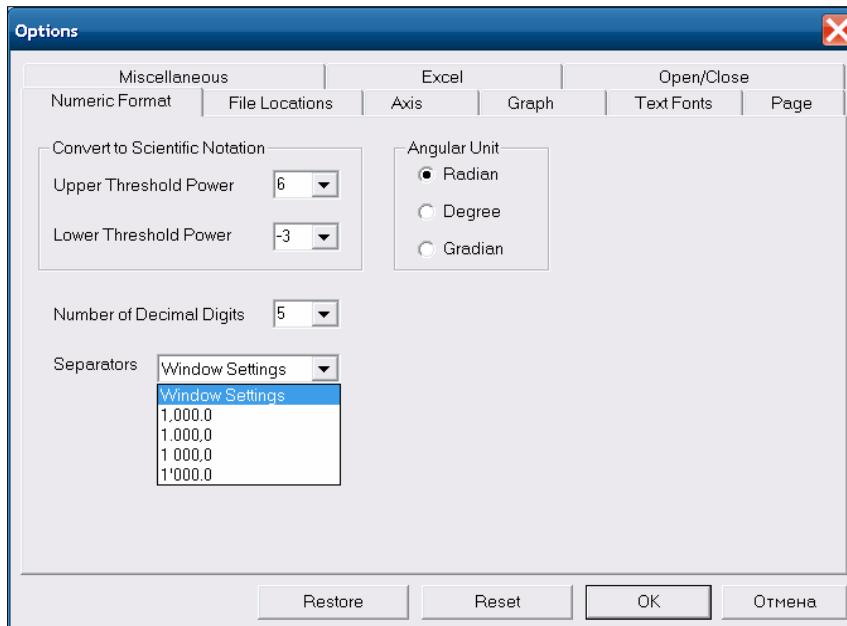 Options
Miscellaneous Excel Open/Close
Numeric Format File Locations Axis Graph Text Fonts Page
Convert to Scientific Notation Angular Unit
Upper Threshold Power 6 Radian
Degree
Lower Threshold Power -3
Gradian
Number of Decimal Digits 5
Separators Window Settings
Window Settings
1,000.0
1.000,0
1 000,0
1'000.0
Restore Reset OK Отмена